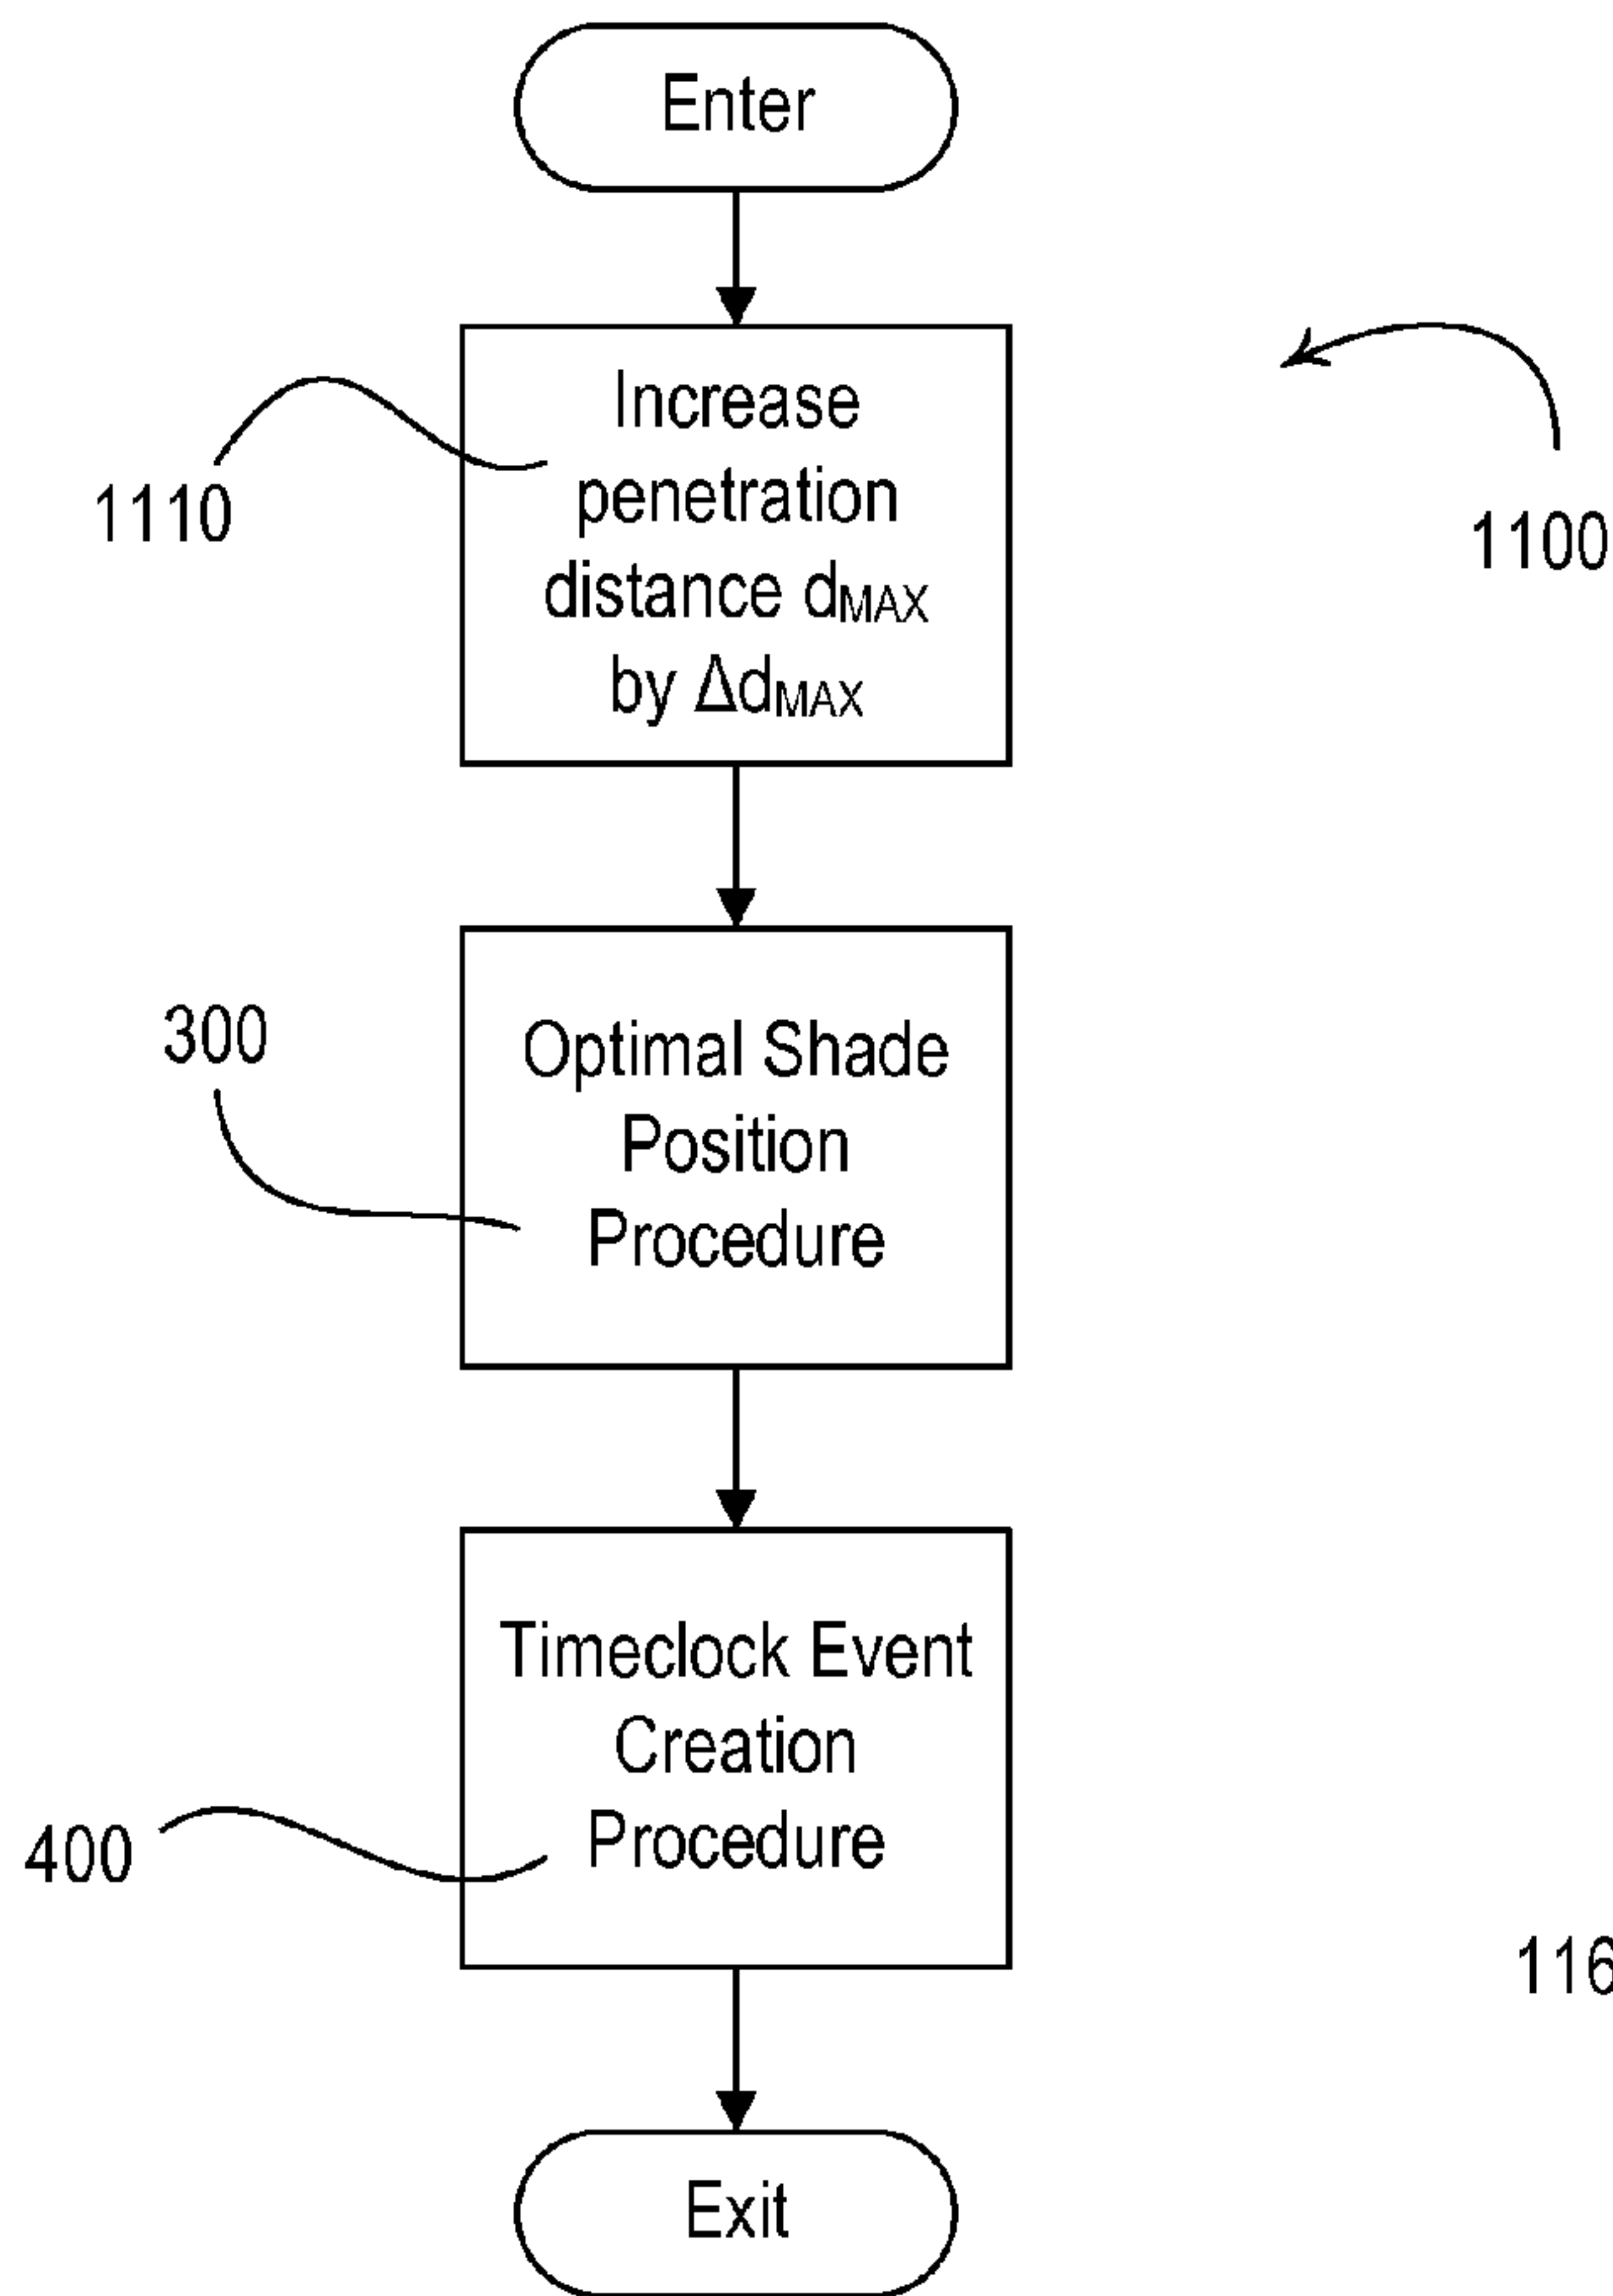 Enter
Increase
penetration
distance dMAX
by ΔdMAX
1110
1100
300
Optimal Shade
Position
Procedure
Timeclock Event
Creation
Procedure
400
116
Exit